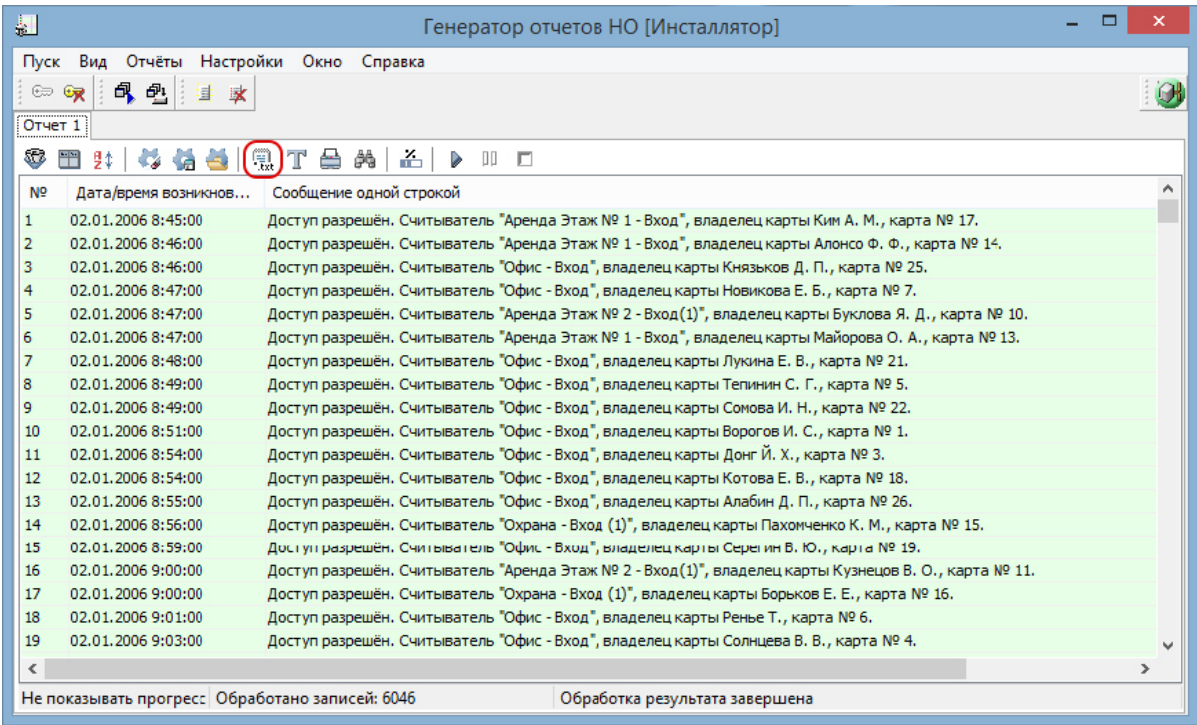 Генератор отчетов НО [Инсталлятор]
Пуск Вид Отчёты Настройки Окно Справка
Отчет 1
.txt
№ Дата/время возникнов... Сообщение одной строкой
1 02.01.2006 8:45:00 Доступ разрешён. Считыватель "Аренда Этаж № 1 - Вход", владелец карты Ким А. М., карта № 17.
2 02.01.2006 8:46:00 Доступ разрешён. Считыватель "Аренда Этаж № 1 - Вход", владелец карты Алонсо Ф. Ф., карта № 14.
3 02.01.2006 8:46:00 Доступ разрешён. Считыватель "Офис - Вход", владелец карты Князьков Д. П., карта № 25.
4 02.01.2006 8:47:00 Доступ разрешён. Считыватель "Офис - Вход", владелец карты Новикова Е. Б., карта № 7.
5 02.01.2006 8:47:00 Доступ разрешён. Считыватель "Аренда Этаж № 2 - Вход(1)", владелец карты Буклова Я. Д., карта № 10.
6 02.01.2006 8:47:00 Доступ разрешён. Считыватель "Аренда Этаж № 1 - Вход", владелец карты Майорова О. А., карта № 13.
7 02.01.2006 8:48:00 Доступ разрешён. Считыватель "Офис - Вход", владелец карты Лукина Е. В., карта № 21.
8 02.01.2006 8:49:00 Доступ разрешён. Считыватель "Офис - Вход", владелец карты Тепинин С. Г., карта № 5.
9 02.01.2006 8:49:00 Доступ разрешён. Считыватель "Офис - Вход", владелец карты Сомова И. Н., карта № 22.
10 02.01.2006 8:51:00 Доступ разрешён. Считыватель "Офис - Вход", владелец карты Ворогов И. С., карта № 1.
11 02.01.2006 8:54:00 Доступ разрешён. Считыватель "Офис - Вход", владелец карты Донг Й. Х., карта № 3.
12 02.01.2006 8:54:00 Доступ разрешён. Считыватель "Офис - Вход", владелец карты Котова Е. В., карта № 18.
13 02.01.2006 8:55:00 Доступ разрешён. Считыватель "Офис - Вход", владелец карты Алабин Д. П., карта № 26.
14 02.01.2006 8:56:00 Доступ разрешён. Считыватель "Охрана - Вход (1)", владелец карты Пахомченко К. М., карта № 15.
15 02.01.2006 8:59:00 Доступ разрешён. Считыватель "Офис - Вход", владелец карты Серегин В. Ю., карта № 19.
16 02.01.2006 9:00:00 Доступ разрешён. Считыватель "Аренда Этаж № 2 - Вход(1)", владелец карты Кузнецов В. О., карта № 11.
17 02.01.2006 9:00:00 Доступ разрешён. Считыватель "Охрана - Вход (1)", владелец карты Борьков Е. Е., карта № 16.
18 02.01.2006 9:01:00 Доступ разрешён. Считыватель "Офис - Вход", владелец карты Ренье Т., карта № 6.
19 02.01.2006 9:03:00 Доступ разрешён. Считыватель "Офис - Вход", владелец карты Солнцева В. В., карта № 4.
Не показывать прогресс Обработано записей: 6046 Обработка результата завершена